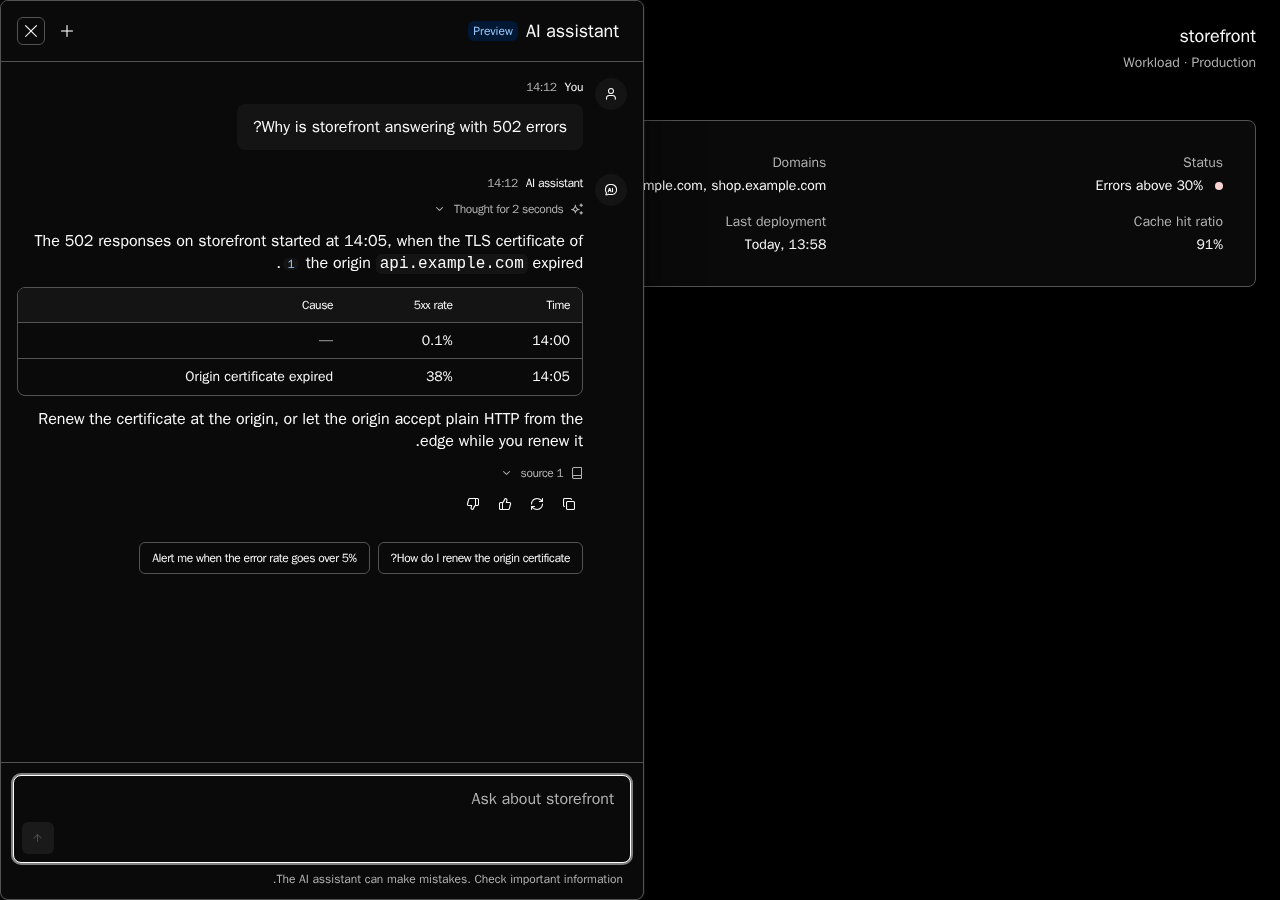 storefront
Workload · Production
Status
Errors above 30%
Domains
mple.com, shop.example.com
Cache hit ratio
91%
Last deployment
Today, 13:58
AI assistant Preview
You 14:12
Why is storefront answering with 502 errors?
AI assistant 14:12
Thought for 2 seconds
The 502 responses on storefront started at 14:05, when the TLS certificate of
the origin api.example.com expired 1.
Time 5xx rate Cause
14:00 0.1% —
14:05 38% Origin certificate expired
Renew the certificate at the origin, or let the origin accept plain HTTP from the
edge while you renew it.
1 source
How do I renew the origin certificate?
Alert me when the error rate goes over 5%
Ask about storefront
The AI assistant can make mistakes. Check important information.